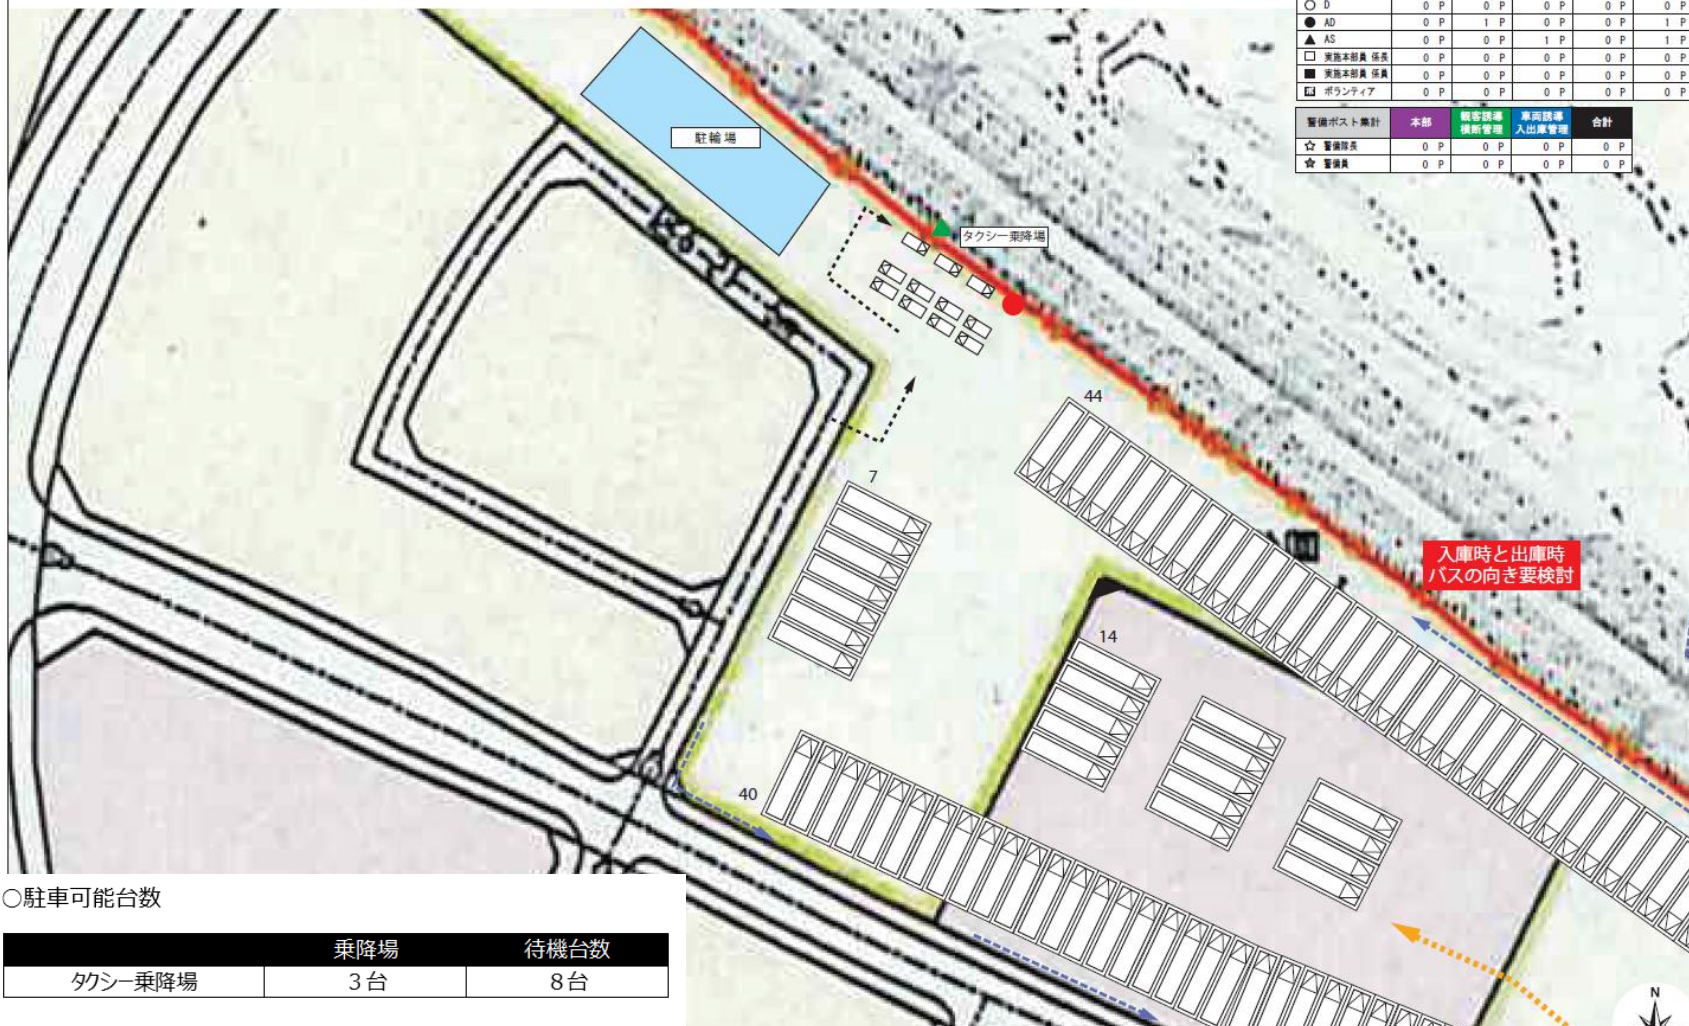 ○ D 0 P 0 P 0 P 0 P 0 P
● AD 0 P 1 P 0 P 0 P 1 P
▲ AS 0 P 0 P 1 P 0 P 1 P
□ 実施本部員 係長 0 P 0 P 0 P 0 P 0 P
■ 実施本部員 係員 0 P 0 P 0 P 0 P 0 P
ボランティア 0 P 0 P 0 P 0 P 0 P
警備ポスト集計 本部 観客誘導 横断管理 車両誘導 入出庫管理 合計
☆ 警備隊長 0 P 0 P 0 P 0 P
警備員 0 P 0 P 0 P 0 P
駐輪場
タクシー乗降場
44
7
入庫時と出庫時
バスの向き要検討
14
40
○駐車可能台数
乗降場 待機台数
タクシー乗降場 3台 8台
N